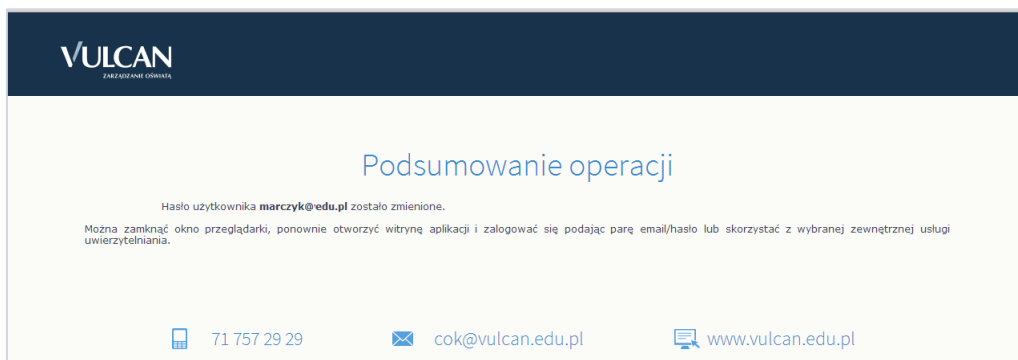 VULCAN
ZARZĄDZANIE OŚWIATĄ
Podsumowanie operacji
Hasło użytkownika marczyk@edu.pl zostało zmienione.
Można zamknąć okno przeglądarki, ponownie otworzyć witrynę aplikacji i zalogować się podając parę email/hasło lub skorzystać z wybranej zewnętrznej usługi
uwierzytelniania.
71 757 29 29
cok@vulcan.edu.pl
www.vulcan.edu.pl